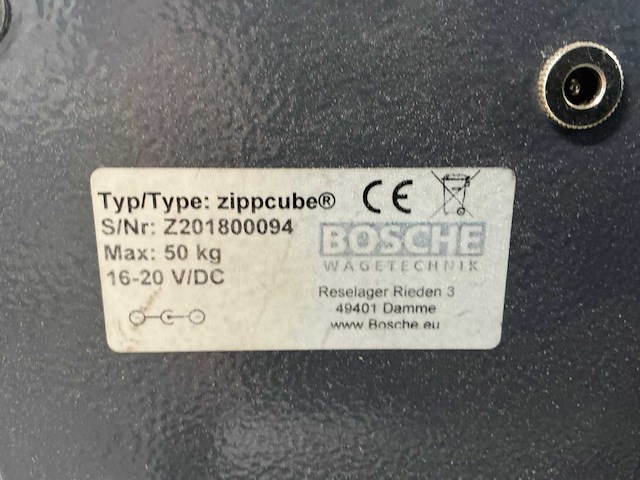 Typ/Type: zippcube®
S/Nr: Z201800094
Max: 50 kg
16-20 V/DC
CE
BOSCHE
WÄGETECHNIK
Reselager Rieden 3
49401 Damme
www.Bosche.eu